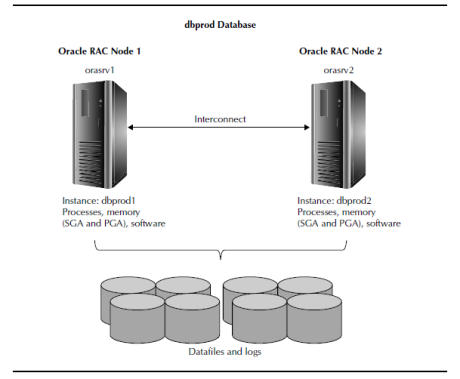 dbprod Database
Oracle RAC Node 1
Oracle RAC Node 2
orasrv1
orasrv2
Interconnect
Instance: dbprod1
Processes, memory
(SGA and PGA), software
Instance: dbprod2
Processes, memory
(SGA and PGA), software
Datafiles and logs